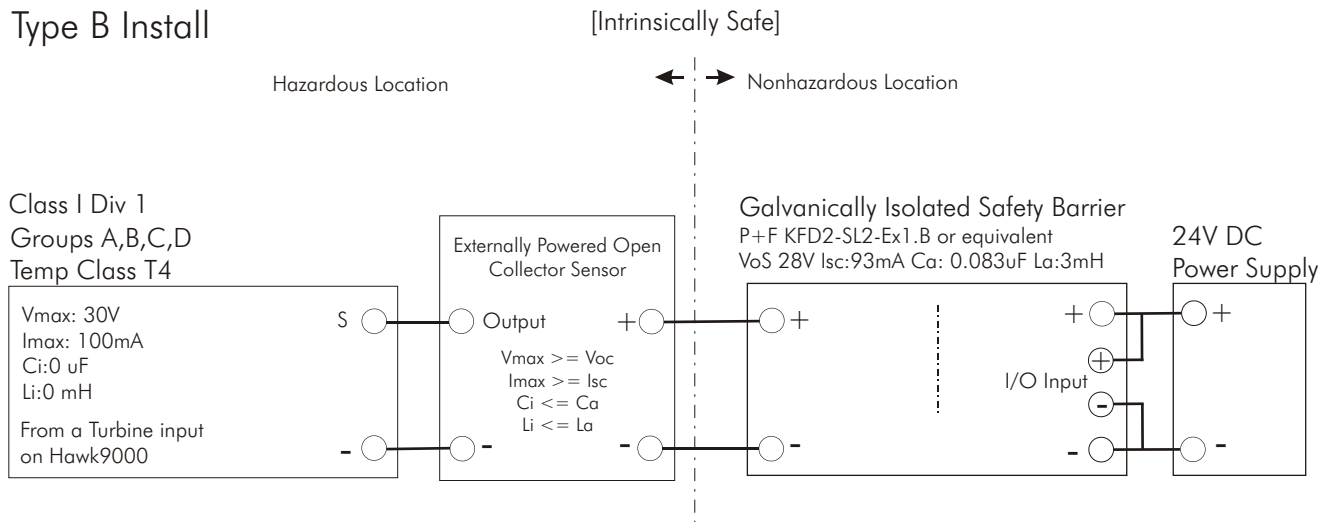 Type B Install
[Intrinsically Safe]
Hazardous Location
Nonhazardous Location
Class I Div 1
Groups A,B,C,D
Temp Class T4
Vmax: 30V
Imax: 100mA
Ci:0 uF
Li:0 mH
From a Turbine input
on Hawk9000
S
-
Externally Powered Open
Collector Sensor
Output
+
Vmax >= Voc
Imax >= Isc
Ci <= Ca
Li <= La
-
-
Galvanically Isolated Safety Barrier
P+F KFD2-SL2-Ex1.B or equivalent
VoS 28V Isc:93mA Ca: 0.083uF La:3mH
+
+
+
I/O Input
-
-
-
24V DC
Power Supply
+
-